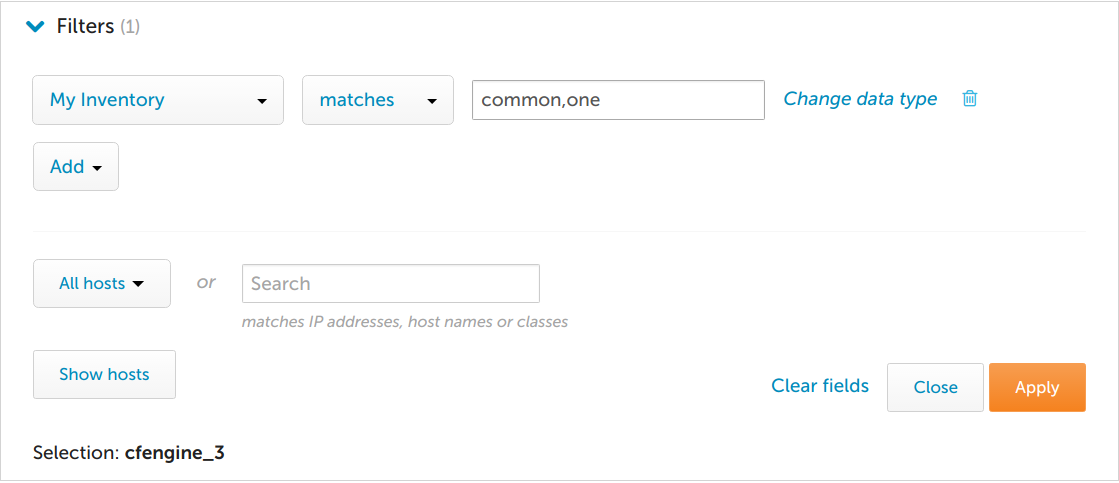 Filters (1)
My Inventory matches common,one Change data type
Add
All hosts or Search
matches IP addresses, host names or classes
Show hosts Clear fields Close Apply
Selection: cfengine_3